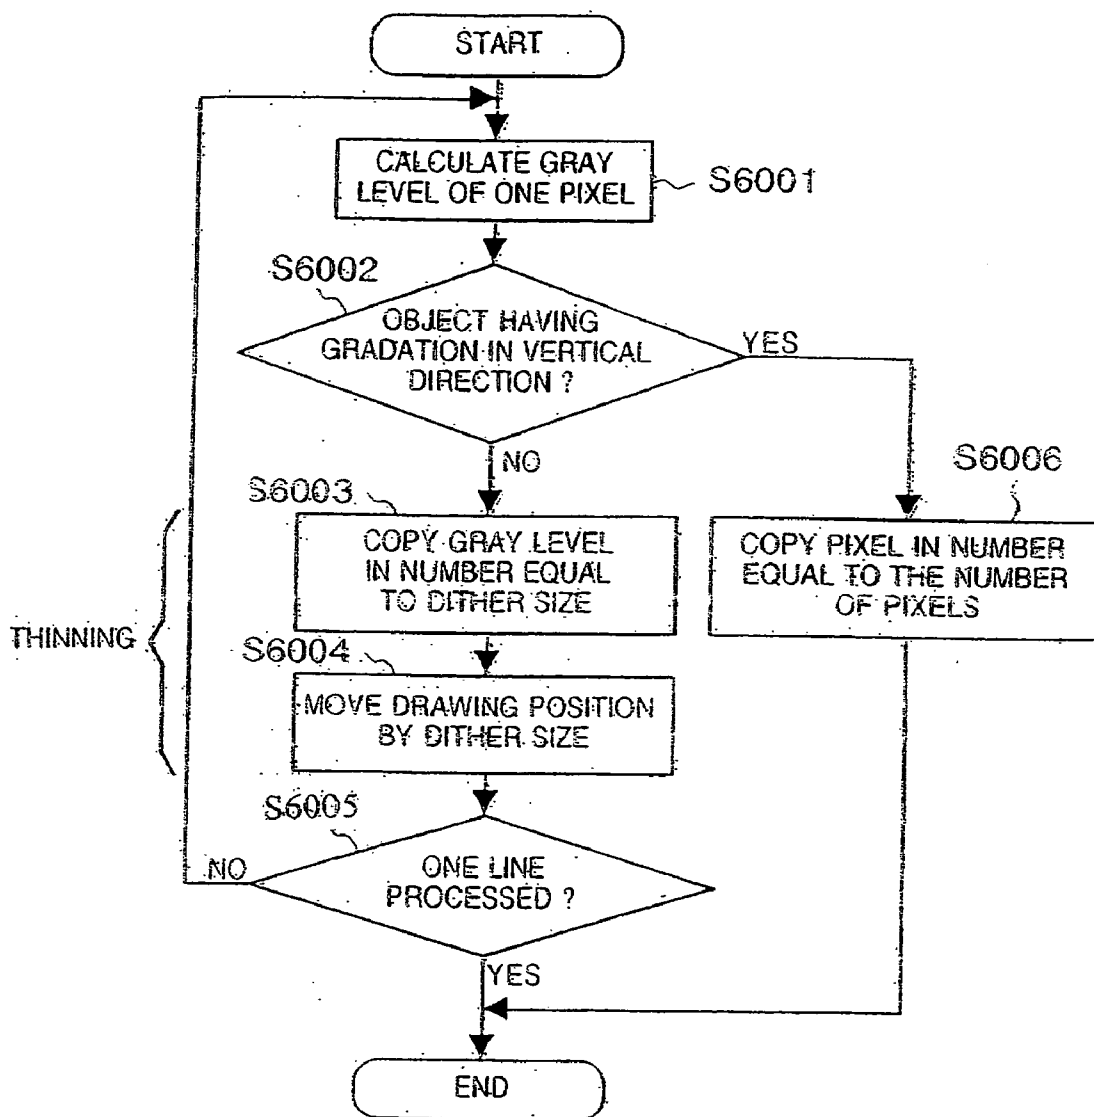 START
CALCULATE GRAY
LEVEL OF ONE PIXEL
S6001
S6002
OBJECT HAVING
GRADATION IN VERTICAL
DIRECTION ?
YES
NO
S6003
COPY GRAY LEVEL
IN NUMBER EQUAL
TO DITHER SIZE
S6006
COPY PIXEL IN NUMBER
EQUAL TO THE NUMBER
OF PIXELS
THINNING
S6004
MOVE DRAWING POSITION
BY DITHER SIZE
S6005
NO
ONE LINE
PROCESSED ?
YES
END